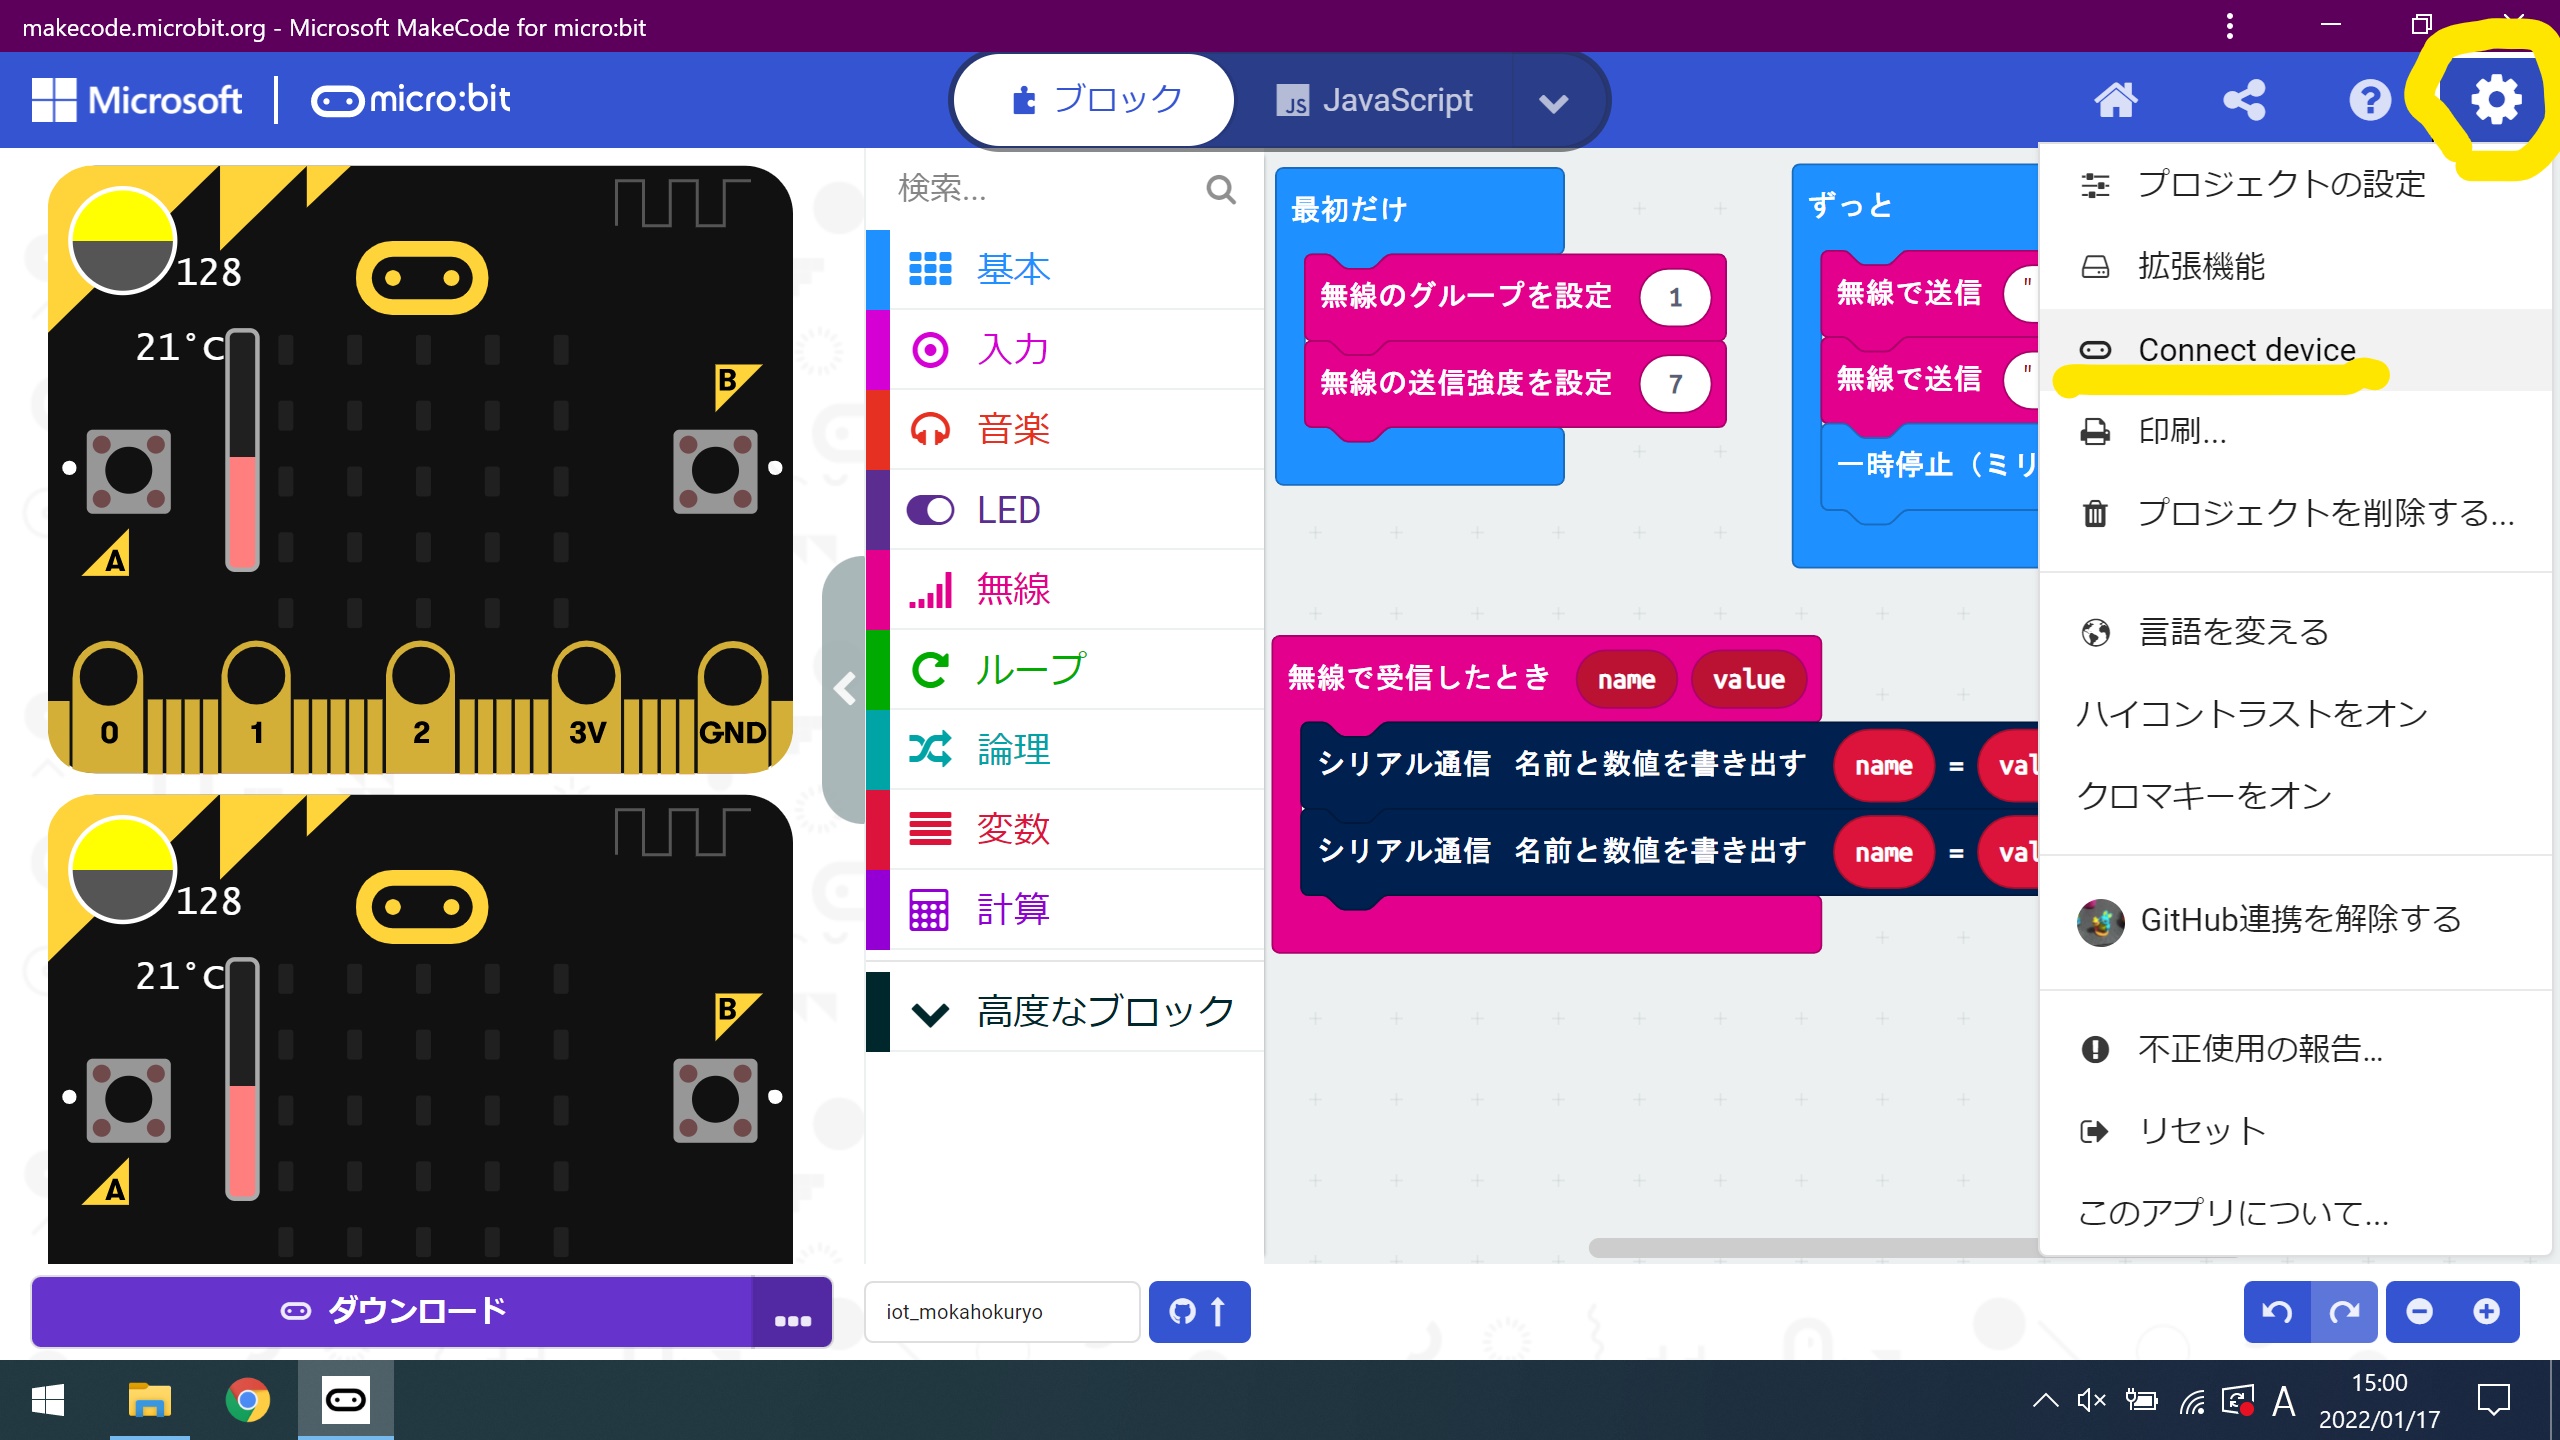 makecode.microbit.org - Microsoft MakeCode for micro:bit
Microsoft
micro:bit
ブロック
JS JavaScript
128
21°C
B
A
0 1 2 3V GND
128
21°C
B
A
検索...
基本
入力
音楽
LED
無線
ループ
論理
変数
計算
高度なブロック
最初だけ
無線のグループを設定 1
無線の送信強度を設定 7
ずっと
無線で送信 "
無線で送信 "
一時停止（ミリ
無線で受信したとき name value
シリアル通信 名前と数値を書き出す name = val
シリアル通信 名前と数値を書き出す name = val
プロジェクトの設定
拡張機能
Connect device
印刷...
プロジェクトを削除する...
言語を変える
ハイコントラストをオン
クロマキーをオン
GitHub連携を解除する
不正使用の報告...
リセット
このアプリについて...
ダウンロード
...
iot_mokahokuryo
A
15:00
2022/01/17